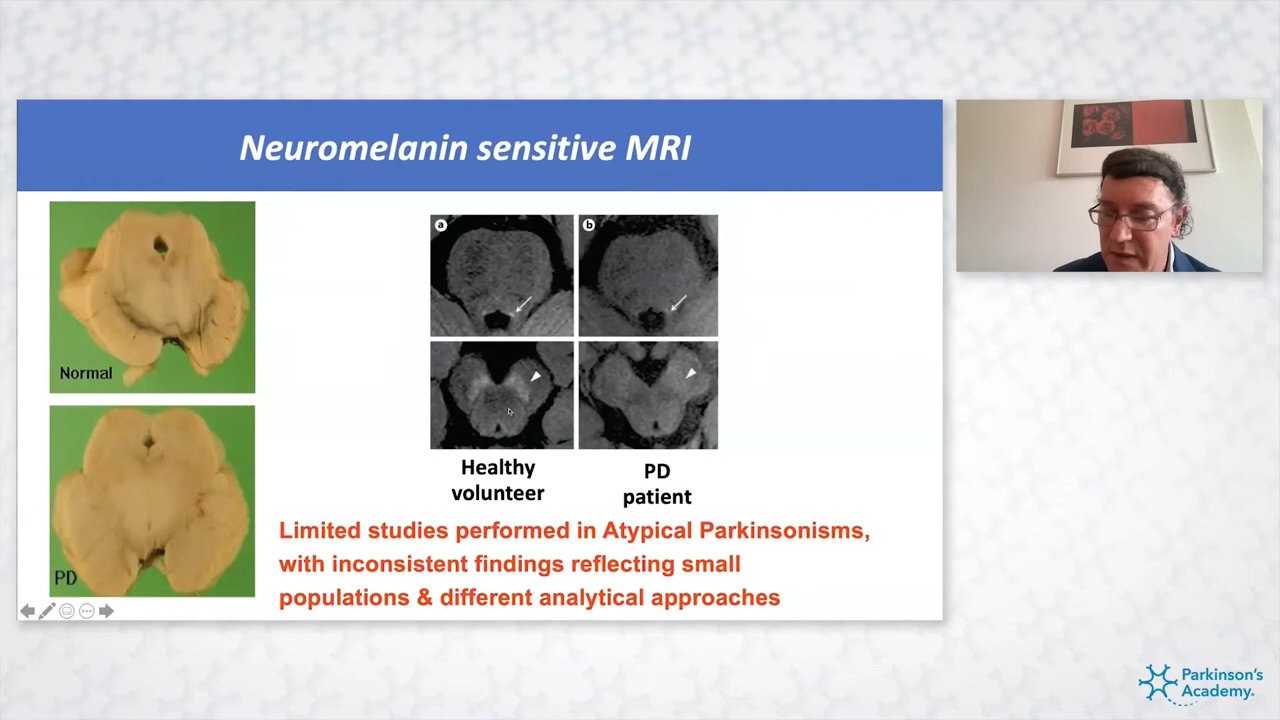 Neuromelanin sensitive MRI
Normal
PD
a
b
Healthy
volunteer
PD
patient
Limited studies performed in Atypical Parkinsonisms,
with inconsistent findings reflecting small
populations & different analytical approaches
Parkinson's
Academy